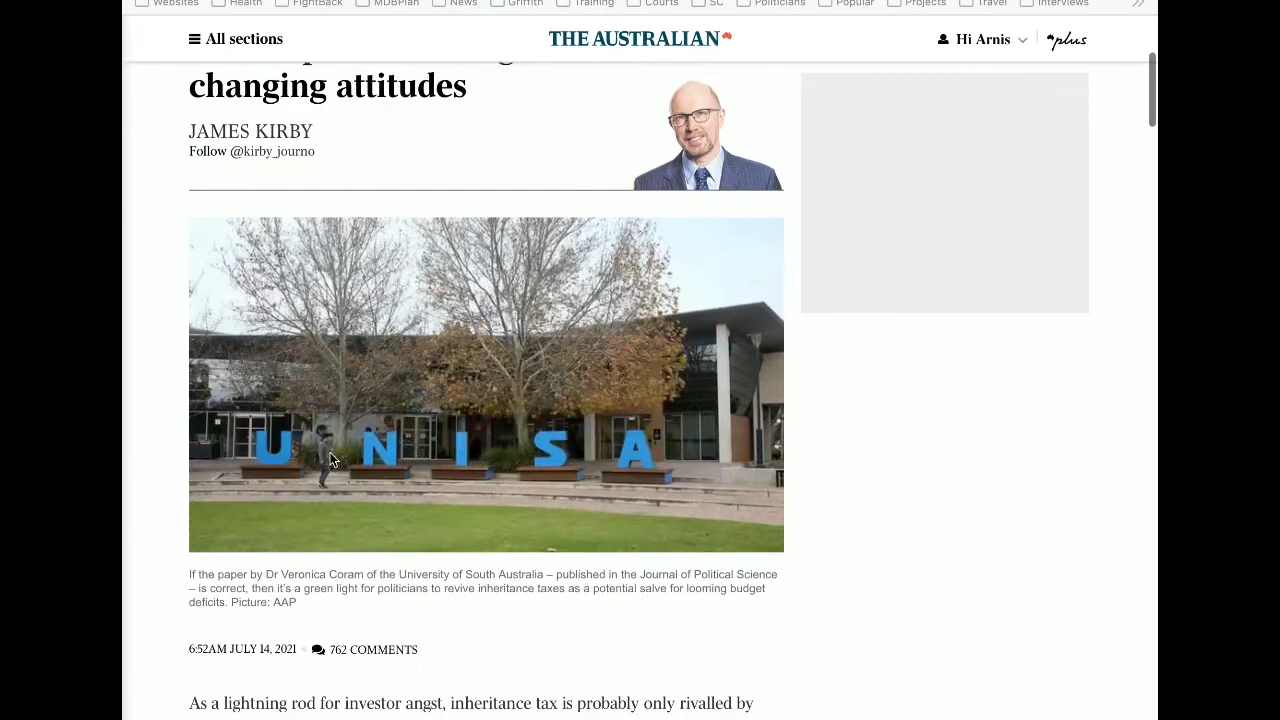 Websites Health FightBack MDBPlan News Griffith Training Courts SC Politicians Popular Projects Travel Interviews
All sections
THE AUSTRALIAN
Hi Arnis
plus
changing attitudes
JAMES KIRBY
Follow @kirby_journo
UNISA
If the paper by Dr Veronica Coram of the University of South Australia – published in the Journal of Political Science
– is correct, then it's a green light for politicians to revive inheritance taxes as a potential salve for looming budget
deficits. Picture: AAP
6:52AM JULY 14, 2021 • 762 COMMENTS
As a lightning rod for investor angst, inheritance tax is probably only rivalled by